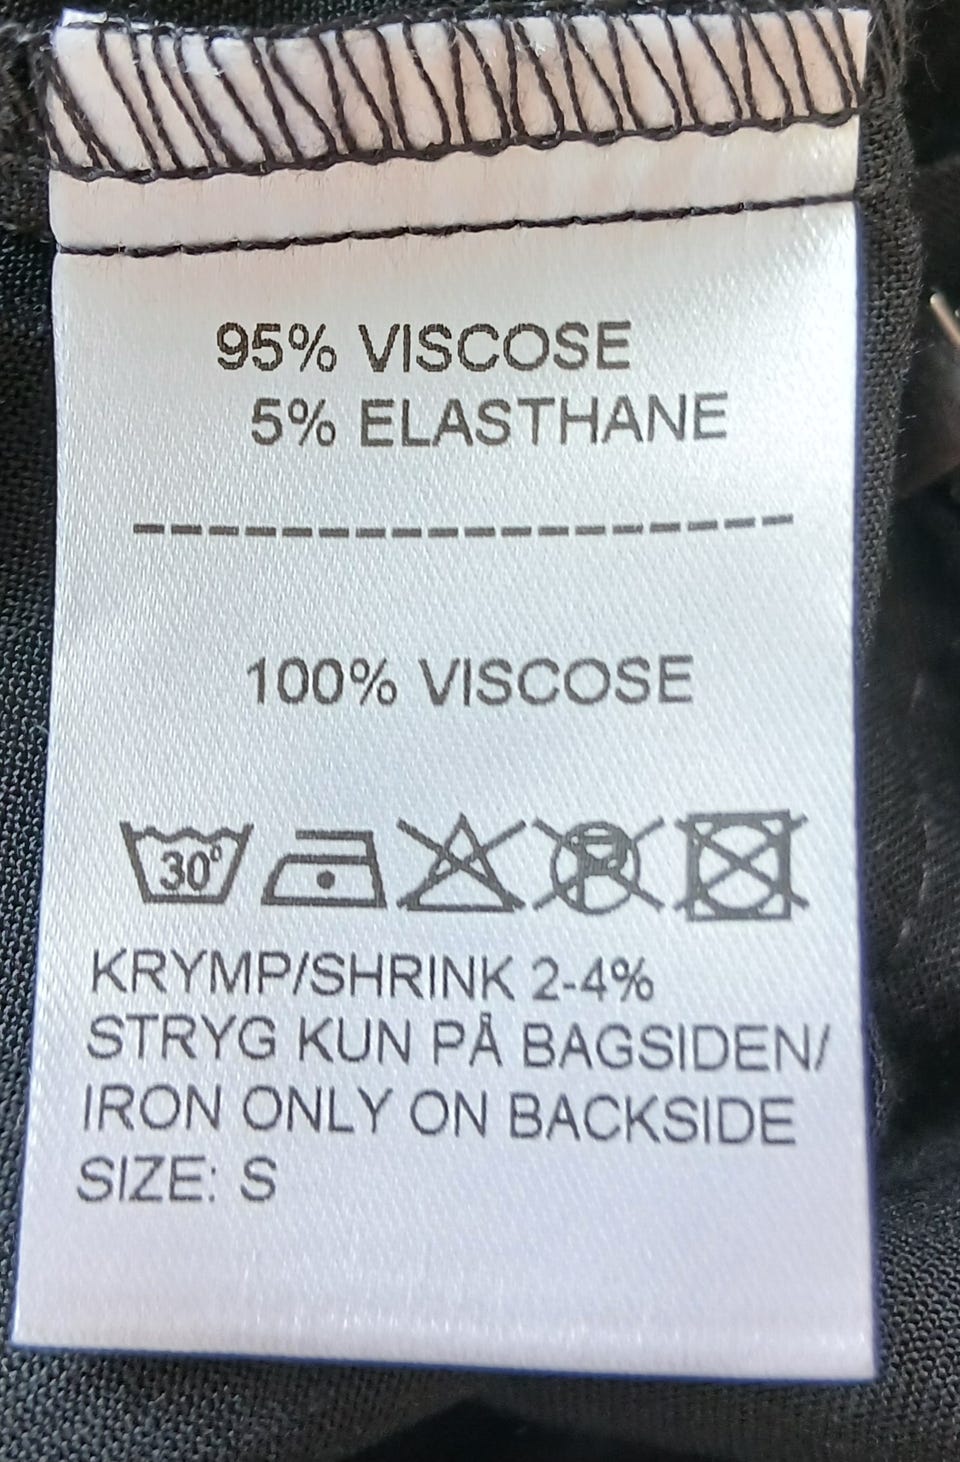 95% VISCOSE
5% ELASTHANE
100% VISCOSE
30° P
KRYMP/SHRINK 2-4%
STRYG KUN PÅ BAGSIDEN/
IRON ONLY ON BACKSIDE
SIZE: S